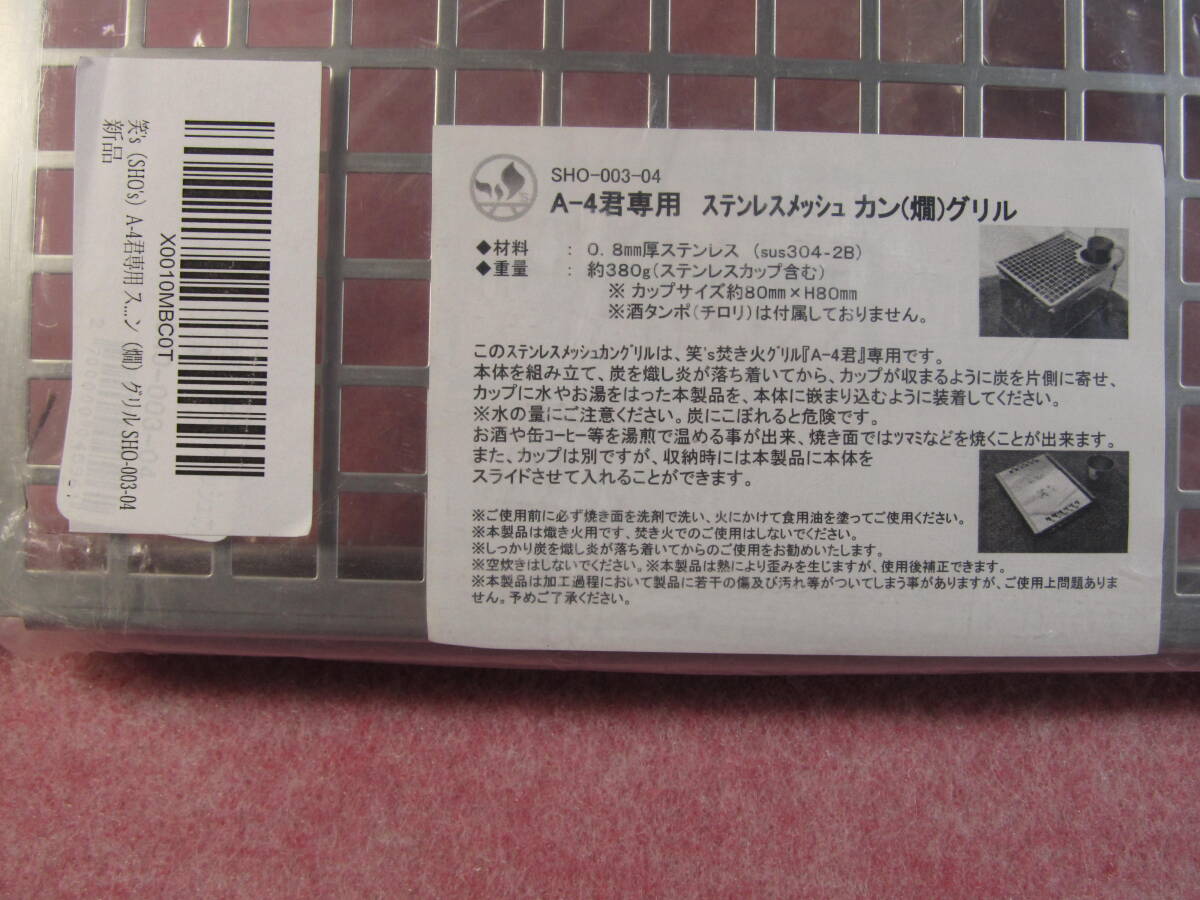 笑's (SHO's) A-4君専用 ス...ン (燗) グリル SHO-003-04
新品
X0010MBC0T
SHO-003-04
A-4君専用 ステンレスメッシュ カン(燗)グリル
◆材料 : 0.8mm厚ステンレス (sus304-2B)
◆重量 : 約380g(ステンレスカップ含む)
※ カップサイズ約80mm×H80mm
※酒タンポ(チロリ)は付属しておりません。
このステンレスメッシュカングリルは、笑's焚き火グリル『A-4君』専用です。
本体を組み立て、炭を熾し炎が落ち着いてから、カップが収まるように炭を片側に寄せ、
カップに水やお湯をはった本製品を、本体に嵌まり込むように装着してください。
※水の量にご注意ください。炭にこぼれると危険です。
お酒や缶コーヒー等を湯煎で温める事が出来、焼き面ではツマミなどを焼くことが出来ます。
また、カップは別ですが、収納時には本製品に本体を
スライドさせて入れることができます。
※ご使用前に必ず焼き面を洗剤で洗い、火にかけて食用油を塗ってご使用ください。
※本製品は熾き火用です、焚き火でのご使用はしないでください。
※しっかり炭を熾し炎が落ち着いてからのご使用をお勧めいたします。
※空炊きはしないでください。※本製品は熱により歪みを生じますが、使用後補正できます。
※本製品は加工過程において製品に若干の傷及び汚れ等がついてしまう事がありますが、ご使用上問題ありま
せん。予めご了承ください。